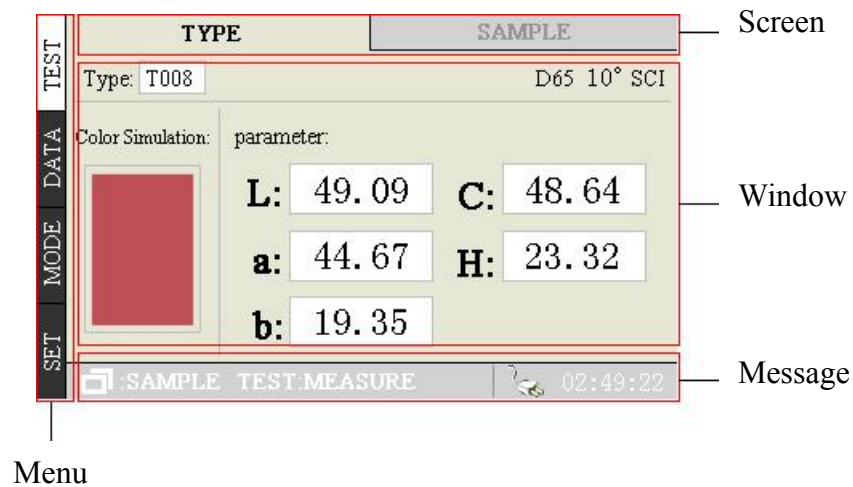 TYPE SAMPLE Screen
TEST
Type: T008 D65 10° SCI
DATA
Color Simulation: parameter:
L: 49.09 C: 48.64 Window
MODE
a: 44.67 H: 23.32
b: 19.35
SET
:SAMPLE TEST:MEASURE 02:49:22 Message
Menu